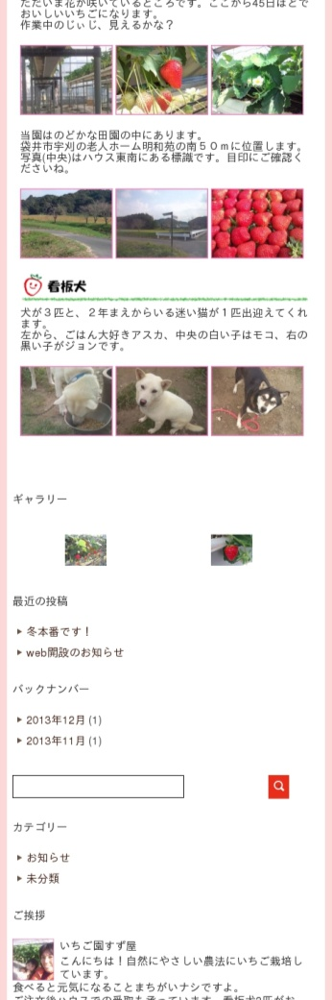 ただいま花が咲いているところです。ここから45日ほどで
おいしいいちごになります。
作業中のじぃじ、見えるかな？
当園はのどかな田園の中にあります。
袋井市宇刈の老人ホーム明和苑の南５０ｍに位置します。
写真(中央)はハウス東南にある標識です。目印にご確認く
ださいね。
看板犬
犬が３匹と、２年まえからいる迷い猫が１匹出迎えてくれ
ます。
左から、ごはん大好きアスカ、中央の白い子はモコ、右の
黒い子がジョンです。
ギャラリー
最近の投稿
冬本番です！
web開設のお知らせ
バックナンバー
2013年12月 (1)
2013年11月 (1)
カテゴリー
お知らせ
未分類
ご挨拶
いちご園すず屋
こんにちは！自然にやさしい農法にいちご栽培し
ています。
食べると元気になることまちがいナシですよ。